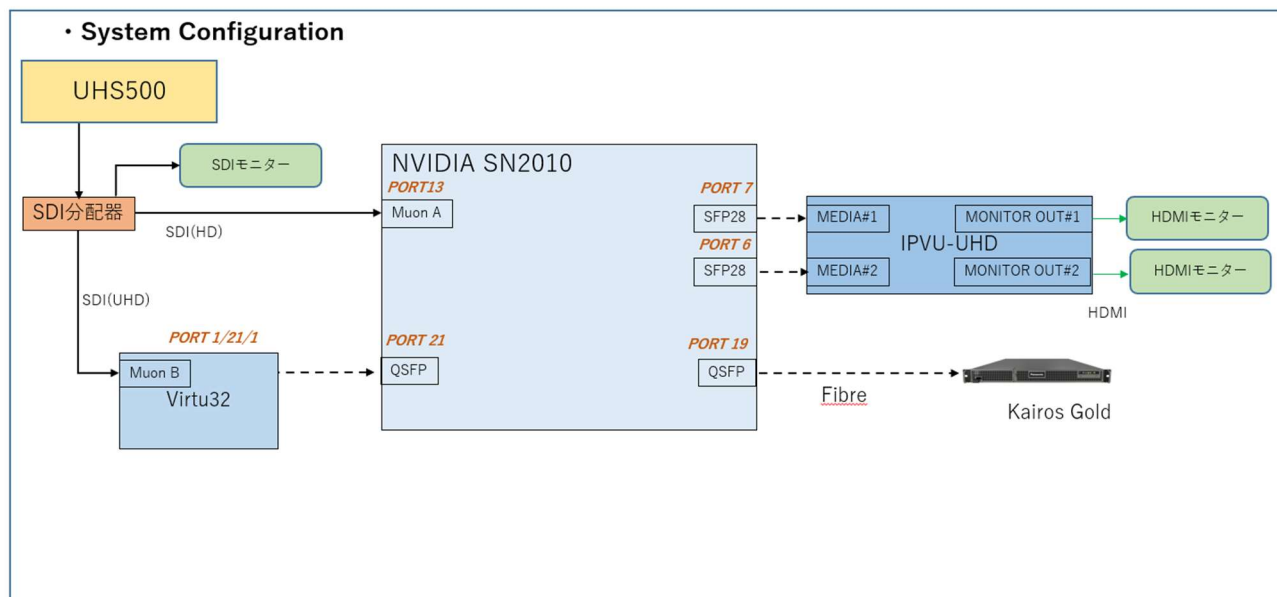 ・System Configuration
UHS500
SDIモニター
NVIDIA SN2010
PORT13
PORT 7
Muon A
SFP28
MEDIA#1
MONITOR OUT#1
HDMIモニター
SDI分配器
SDI(HD)
PORT 6
IPVU-UHD
SFP28
MEDIA#2
MONITOR OUT#2
HDMIモニター
SDI(UHD)
HDMI
PORT 1/21/1
PORT 21
PORT 19
Muon B
QSFP
QSFP
Virtu32
Fibre
Kairos Gold